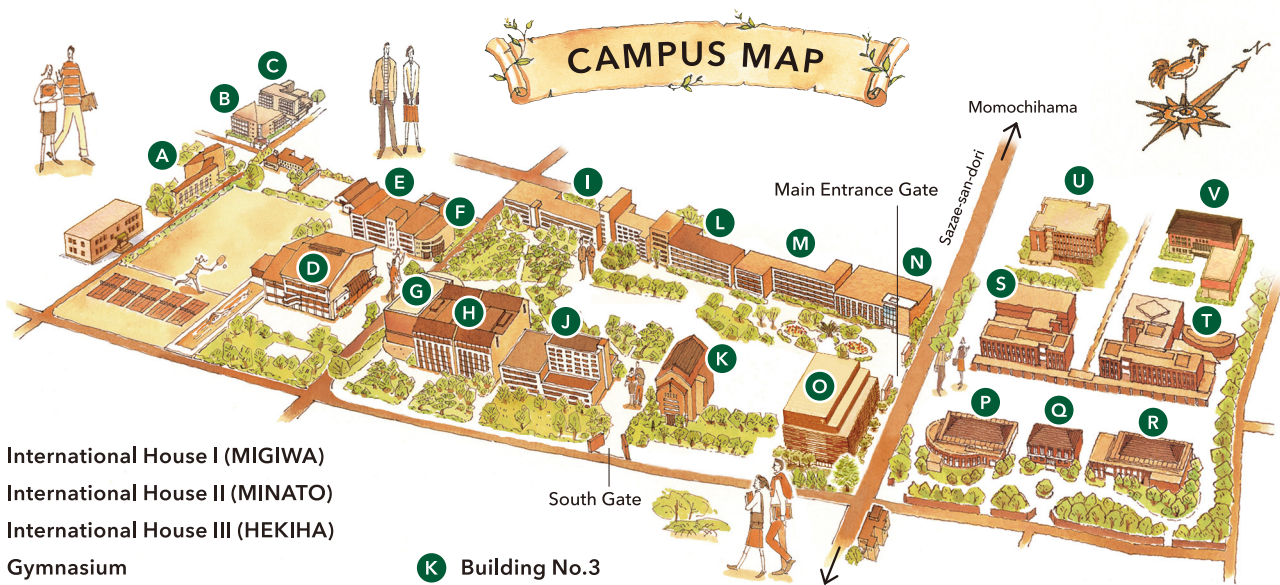 CAMPUS MAP
N
Momochihama
Sazae-san-dori
Main Entrance Gate
C
B
A
E
F
I
L
M
N
U
V
D
G
H
J
K
O
S
T
P
Q
R
South Gate
International House I (MIGIWA)
International House II (MINATO)
International House III (HEKIHA)
Gymnasium
K Building No.3